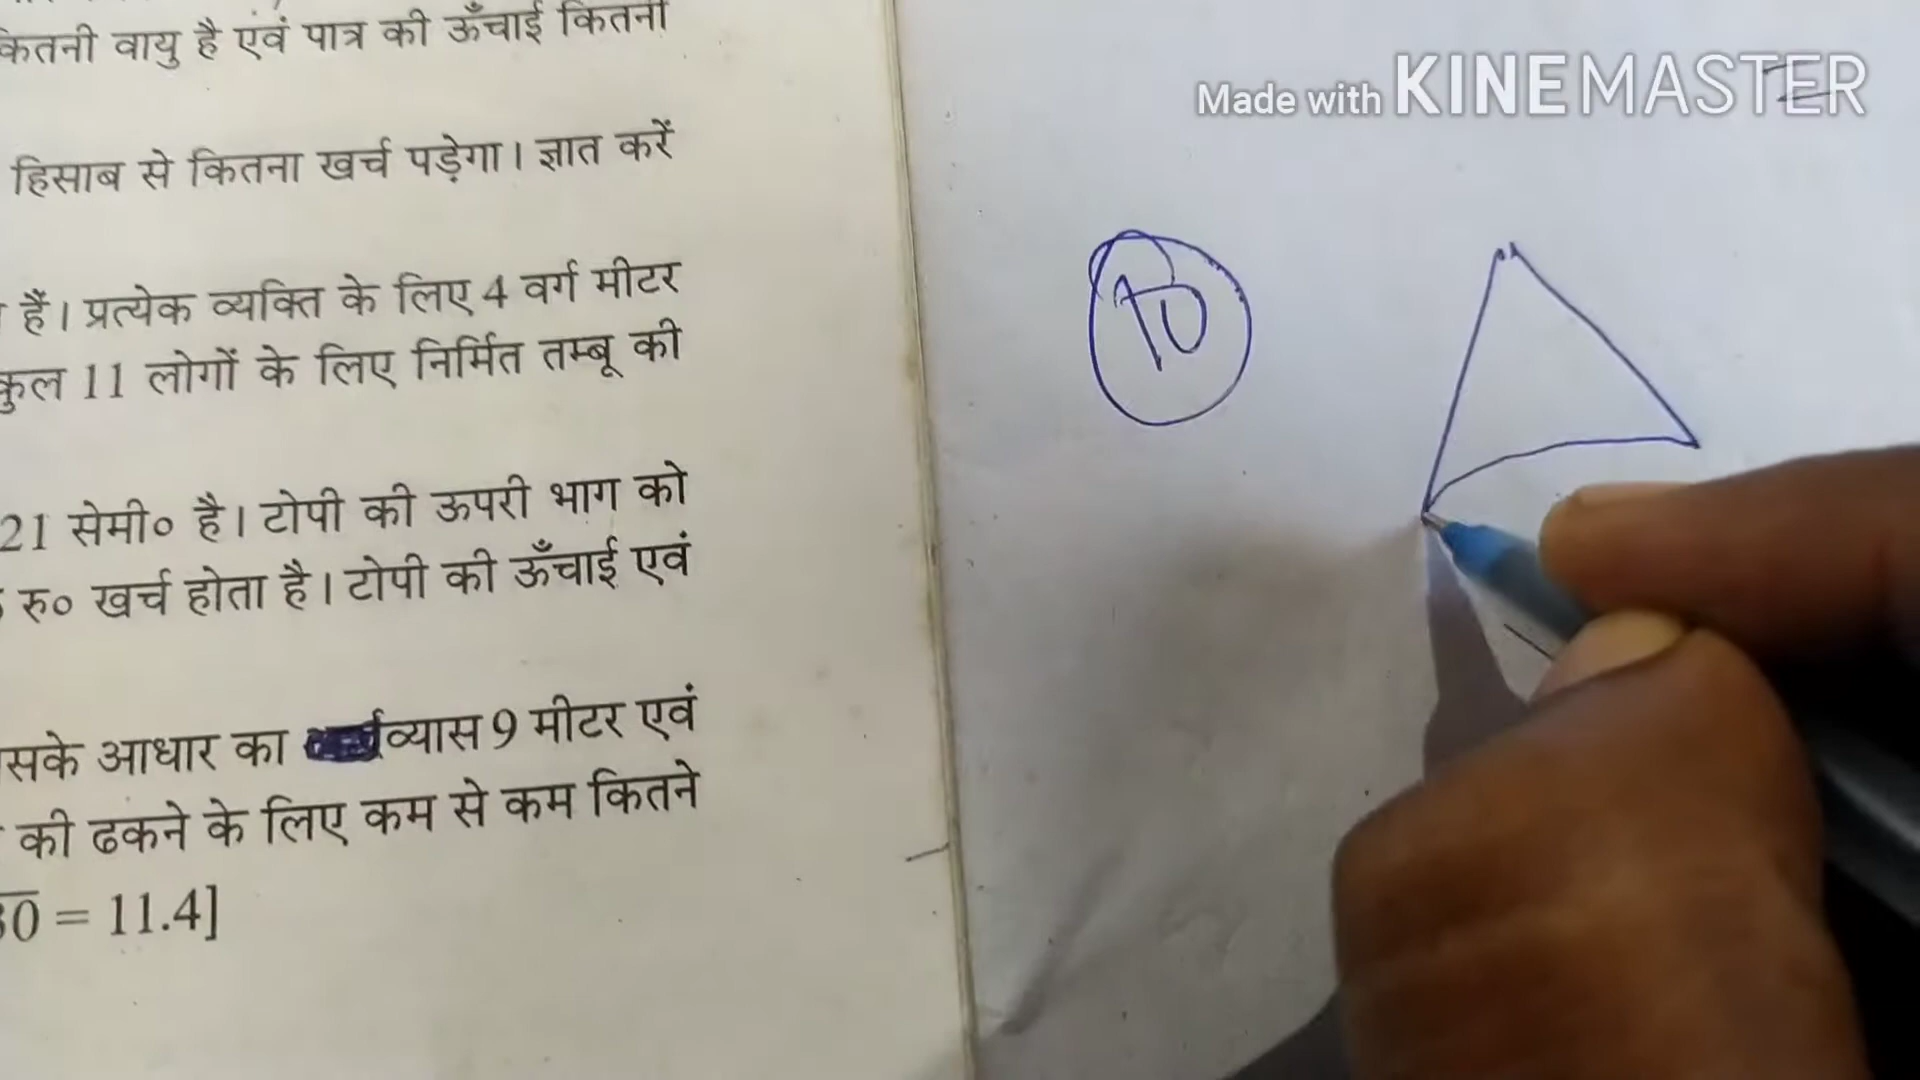 कितनी वायु है एवं पात्र की ऊँचाई कितनी
हिसाब से कितना खर्च पड़ेगा। ज्ञात करें
हैं। प्रत्येक व्यक्ति के लिए 4 वर्ग मीटर
कुल 11 लोगों के लिए निर्मित तम्बू की
21 सेमी० है। टोपी की ऊपरी भाग को
रु० खर्च होता है। टोपी की ऊँचाई एवं
सके आधार का व्यास 9 मीटर एवं
की ढकने के लिए कम से कम कितने
0 = 11.4]
Made with KINEMASTER
10